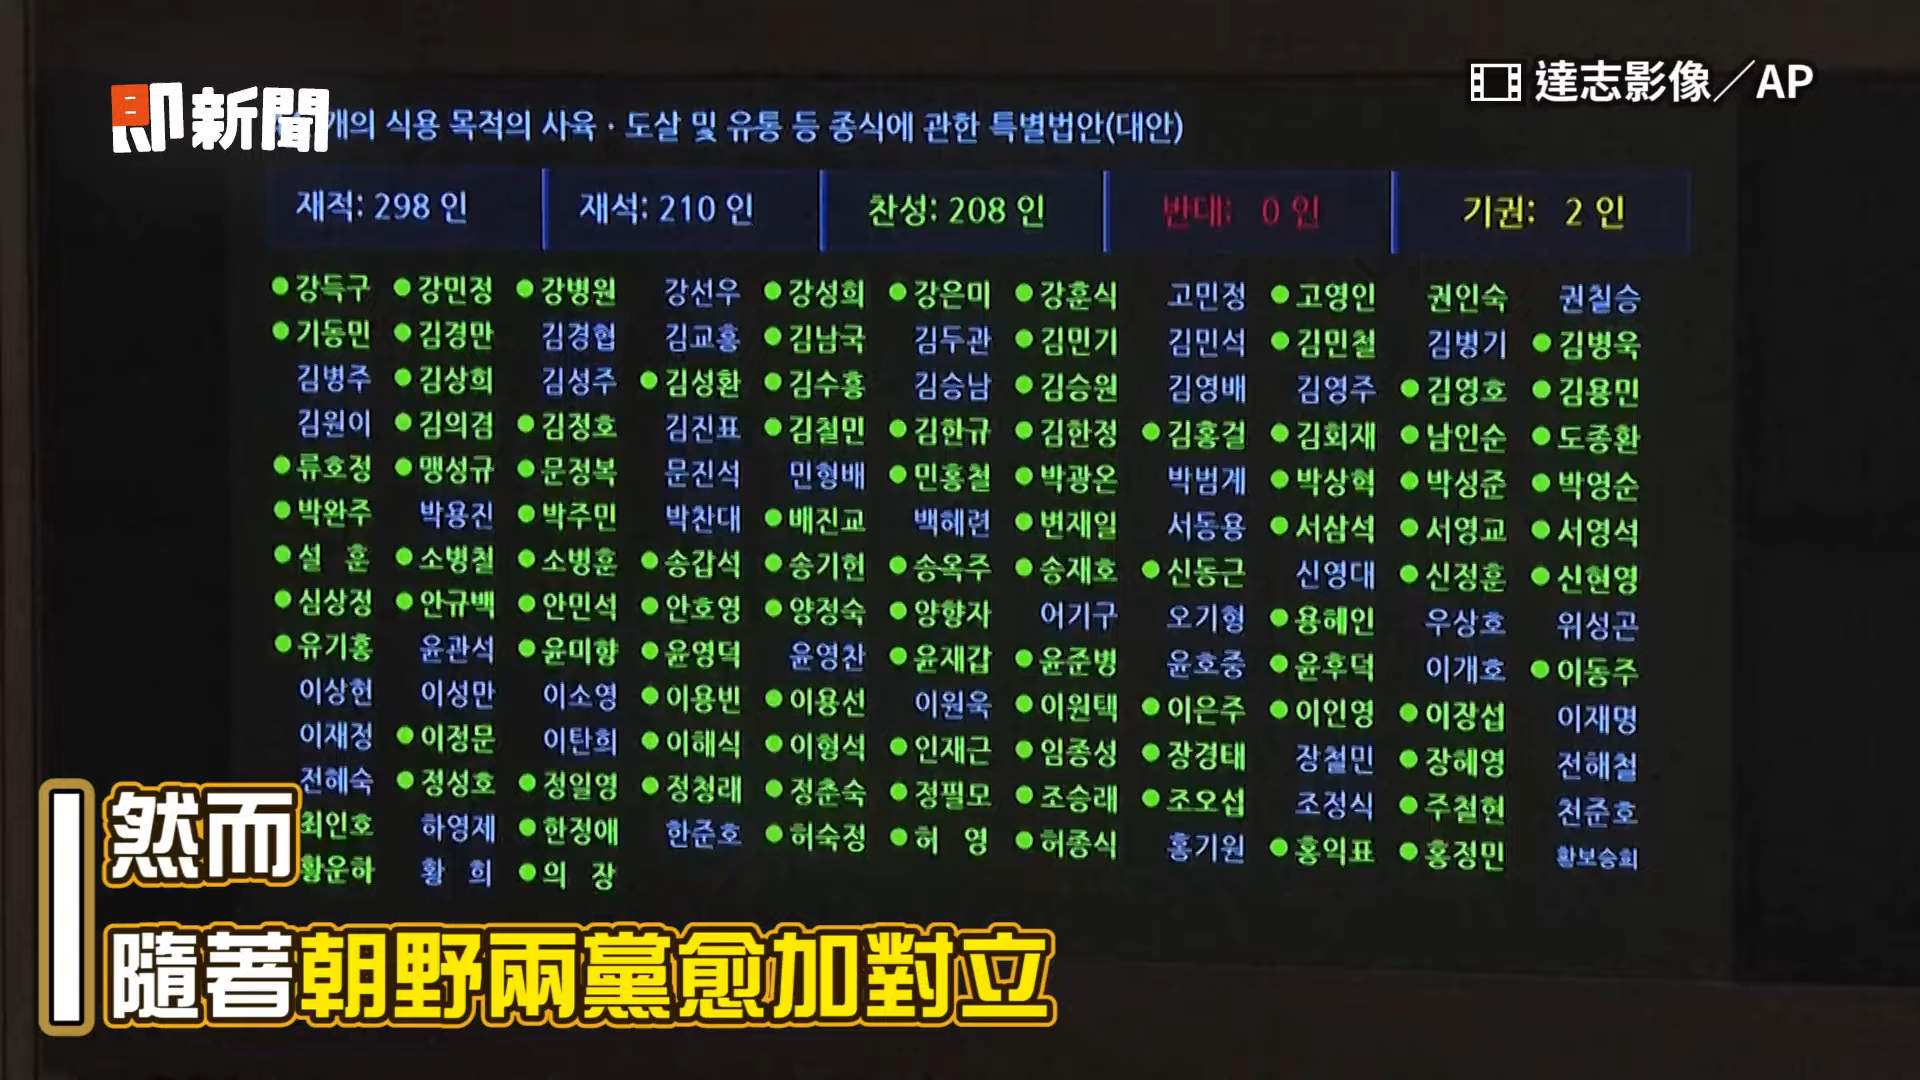 即新聞
達志影像／AP
개의 식용 목적의 사육·도살 및 유통 등 종식에 관한 특별법안(대안)
재적: 298 인 재석: 210 인 찬성: 208 인 반대: 0 인 기권: 2 인
강득구 강민정 강병원 강선우 강성희 강은미 강훈식 고민정 고영인 권인숙 권칠승
기동민 김경만 김경협 김교흥 김남국 김두관 김민기 김민석 김민철 김병기 김병욱
김병주 김상희 김성주 김성환 김수흥 김승남 김승원 김영배 김영주 김영호 김용민
김원이 김의겸 김정호 김진표 김철민 김한규 김한정 김홍걸 김회재 남인순 도종환
류호정 맹성규 문정복 문진석 민형배 민홍철 박광온 박범계 박상혁 박성준 박영순
박완주 박용진 박주민 박찬대 배진교 백혜련 변재일 서동용 서삼석 서영교 서영석
설 훈 소병철 소병훈 송갑석 송기헌 송옥주 송재호 신동근 신영대 신정훈 신현영
심상정 안규백 안민석 안호영 양정숙 양향자 어기구 오기형 용혜인 우상호 위성곤
유기홍 윤관석 윤미향 윤영덕 윤영찬 윤재갑 윤준병 윤호중 윤후덕 이개호 이동주
이상헌 이성만 이소영 이용빈 이용선 이원욱 이원택 이은주 이인영 이장섭 이재명
이재정 이정문 이탄희 이해식 이형석 인재근 임종성 장경태 장철민 장혜영 전해철
전혜숙 정성호 정일영 정청래 정춘숙 정필모 조승래 조오섭 조정식 주철현 천준호
최인호 하영제 한정애 한준호 허숙정 허 영 허종식 홍기원 홍익표 홍정민 황보승희
황운하 황 희 의 장
然而
隨著朝野兩黨愈加對立